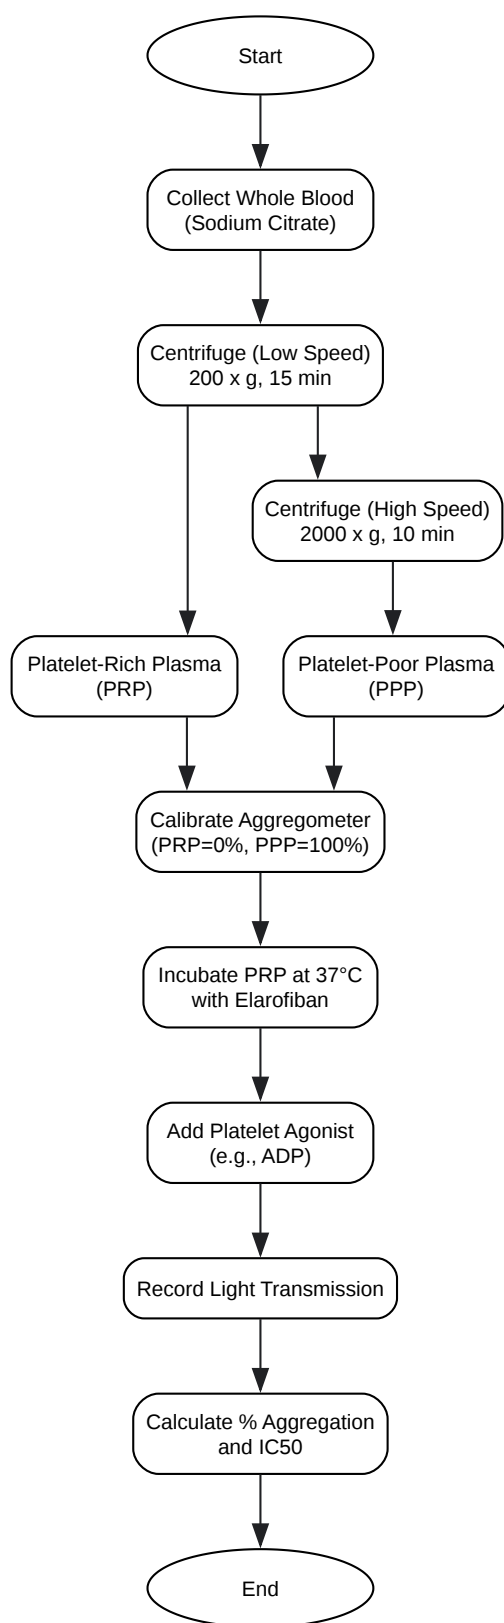 Start
Collect Whole Blood
(Sodium Citrate)
Centrifuge (Low Speed)
200 x g, 15 min
Centrifuge (High Speed)
2000 x g, 10 min
Platelet-Rich Plasma
(PRP)
Platelet-Poor Plasma
(PPP)
Calibrate Aggregometer
(PRP=0%, PPP=100%)
Incubate PRP at 37°C
with Elarofiban
Add Platelet Agonist
(e.g., ADP)
Record Light Transmission
Calculate % Aggregation
and IC50
End